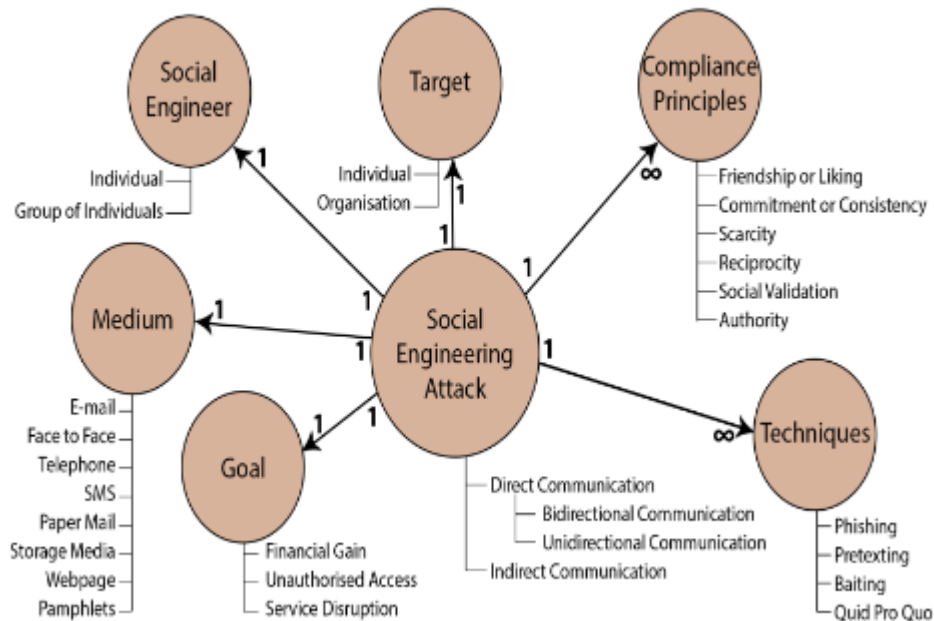 Social
Engineer
1
Individual
Group of Individuals
Target
Individual
Organisation
1
1
Compliance
Principles
∞
Friendship or Liking
Commitment or Consistency
Scarcity
Reciprocity
Social Validation
Authority
1
1
Medium
1
1
E-mail
Face to Face
Telephone
SMS
Paper Mail
Storage Media
Webpage
Pamphlets
Goal
1
1
Financial Gain
Unauthorised Access
Service Disruption
Social
Engineering
Attack
Direct Communication
Bidirectional Communication
Unidirectional Communication
Indirect Communication
1
∞
Techniques
Phishing
Pretexting
Baiting
Quid Pro Quo